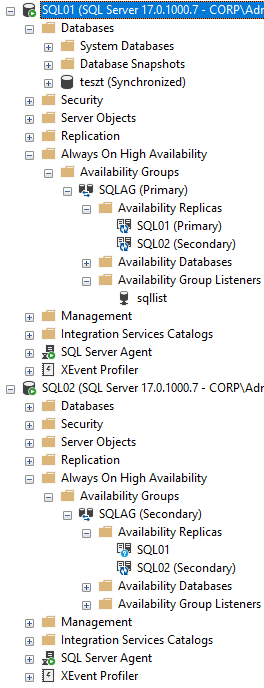 SQL01 (SQL Server 17.0.1000.7 - CORP\Adr
Databases
System Databases
Database Snapshots
teszt (Synchronized)
Security
Server Objects
Replication
Always On High Availability
Availability Groups
SQLAG (Primary)
Availability Replicas
SQL01 (Primary)
SQL02 (Secondary)
Availability Databases
Availability Group Listeners
sqllist
Management
Integration Services Catalogs
SQL Server Agent
XEvent Profiler
SQL02 (SQL Server 17.0.1000.7 - CORP\Adr
Databases
Security
Server Objects
Replication
Always On High Availability
Availability Groups
SQLAG (Secondary)
Availability Replicas
SQL01
SQL02 (Secondary)
Availability Databases
Availability Group Listeners
Management
Integration Services Catalogs
SQL Server Agent
XEvent Profiler